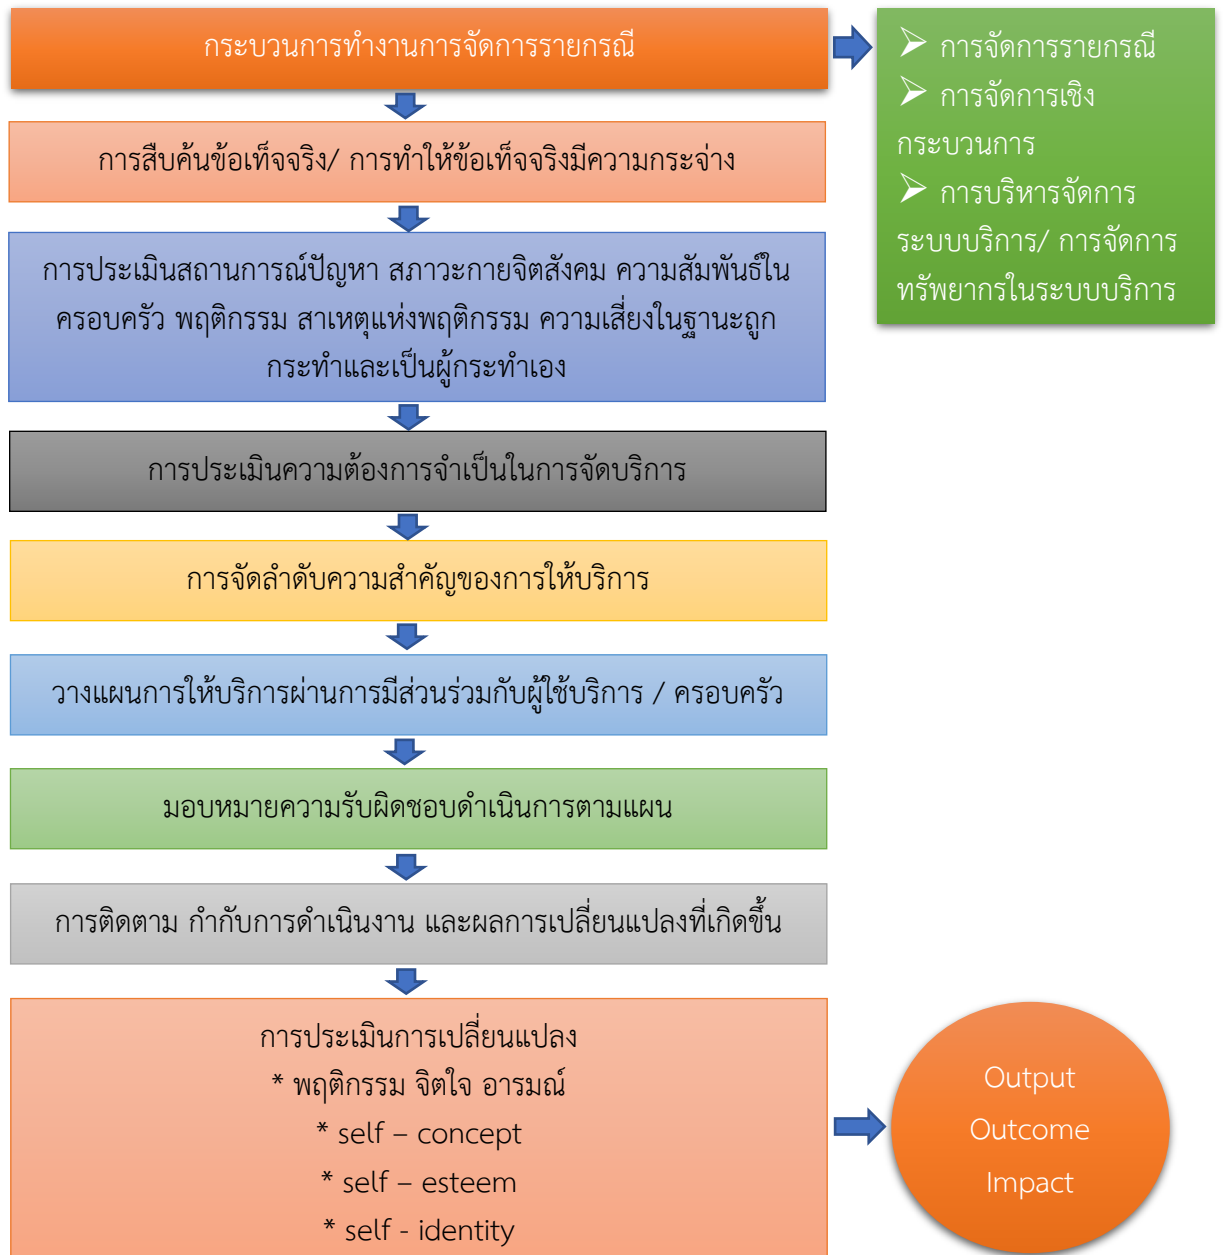 กระบวนการทำงานการจัดการรายกรณี
➢ การจัดการรายกรณี
➢ การจัดการเชิง
กระบวนการ
➢ การบริหารจัดการ
ระบบบริการ/ การจัดการ
ทรัพยากรในระบบบริการ
การสืบค้นข้อเท็จจริง/ การทำให้ข้อเท็จจริงมีความกระจ่าง
การประเมินสถานการณ์ปัญหา สภาวะกายจิตสังคม ความสัมพันธ์ใน
ครอบครัว พฤติกรรม สาเหตุแห่งพฤติกรรม ความเสี่ยงในฐานะถูก
กระทำและเป็นผู้กระทำเอง
การประเมินความต้องการจำเป็นในการจัดบริการ
การจัดลำดับความสำคัญของการให้บริการ
วางแผนการให้บริการผ่านการมีส่วนร่วมกับผู้ใช้บริการ / ครอบครัว
มอบหมายความรับผิดชอบดำเนินการตามแผน
การติดตาม กำกับการดำเนินงาน และผลการเปลี่ยนแปลงที่เกิดขึ้น
การประเมินการเปลี่ยนแปลง
* พฤติกรรม จิตใจ อารมณ์
* self – concept
* self – esteem
* self - identity
Output
Outcome
Impact